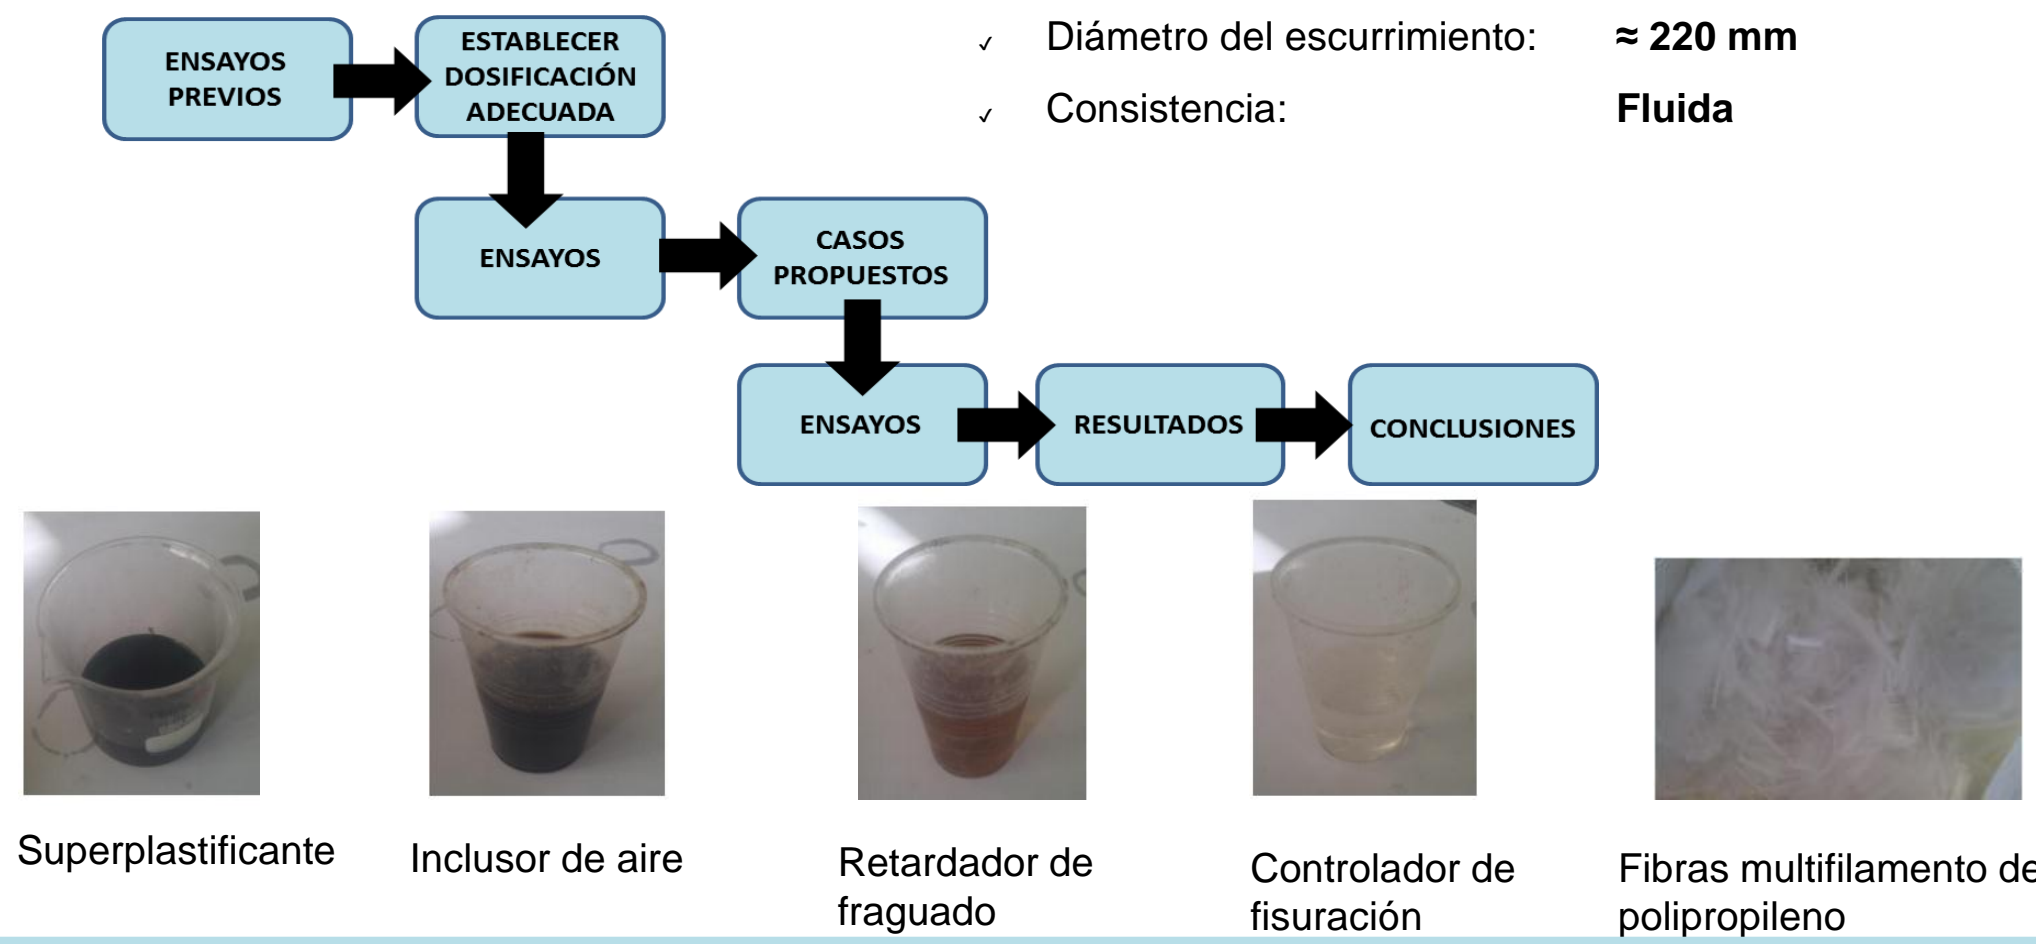 ENSAYOS
PREVIOS
ESTABLECER
DOSIFICACIÓN
ADECUADA
✓ Diámetro del escurrimiento: ≈ 220 mm
✓ Consistencia: Fluida
ENSAYOS
CASOS
PROPUESTOS
ENSAYOS
RESULTADOS
CONCLUSIONES
Superplastificante
Inclusor de aire
Retardador de
fraguado
Controlador de
fisuración
Fibras multifilamento de
polipropileno